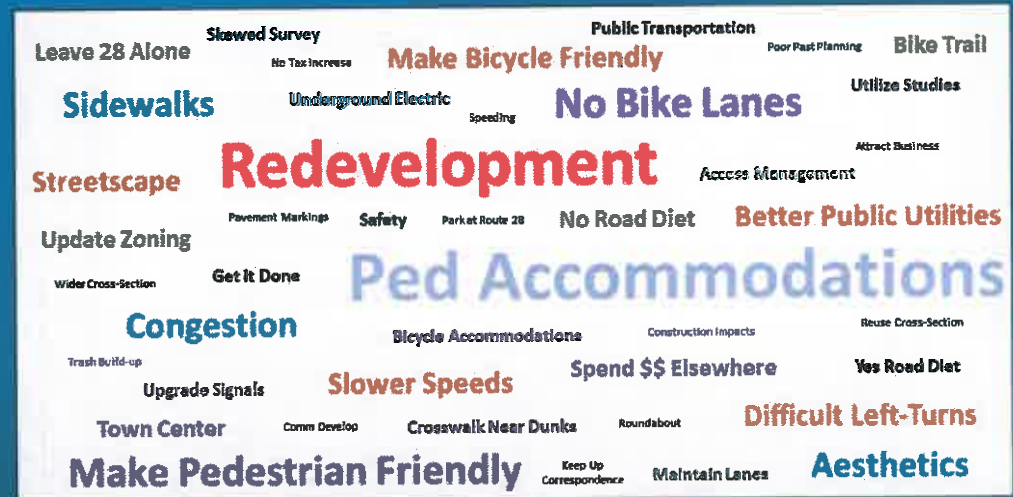 Skewed Survey
Public Transportation
Leave 28 Alone
No Tax Increase
Make Bicycle Friendly
Poor Past Planning
Bike Trail
Sidewalks
Underground Electric
Speeding
No Bike Lanes
Utilize Studies
Redevelopment
Attract Business
Streetscape
Access Management
Pavement Markings
Safety
Park at Route 28
No Road Diet
Better Public Utilities
Update Zoning
Wider Cross-Section
Get It Done
Ped Accommodations
Congestion
Bicycle Accommodations
Construction Impacts
Reuse Cross-Section
Trash Build-up
Upgrade Signals
Slower Speeds
Spend $$ Elsewhere
Yes Road Diet
Town Center
Comm Develop
Crosswalk Near Dunks
Roundabout
Difficult Left-Turns
Make Pedestrian Friendly
Keep Up
Correspondence
Maintain Lanes
Aesthetics